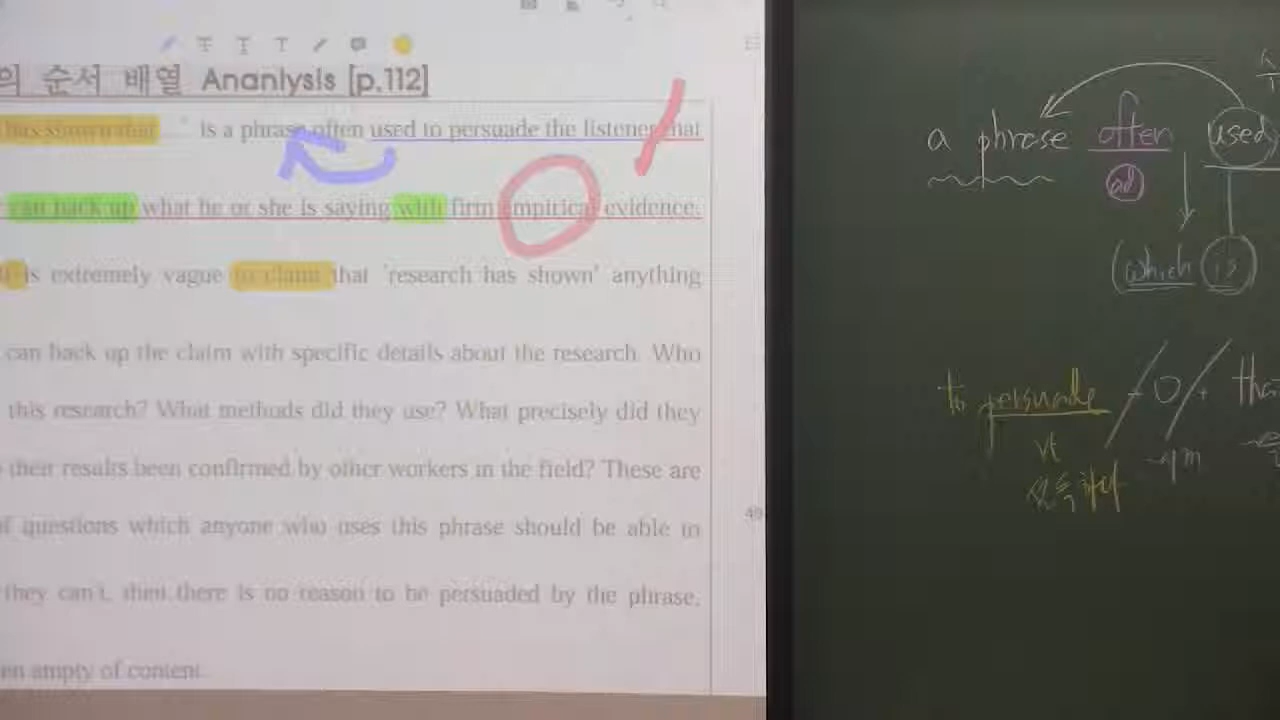 의 순서 배열 Ananlysis [p.112]
has shown that ..." is a phrase often used to persuade the listener that
can back up what he or she is saying with firm empirical evidence.
It is extremely vague to claim that 'research has shown' anything
can back up the claim with specific details about the research. Who
this research? What methods did they use? What precisely did they
their results been confirmed by other workers in the field? These are
of questions which anyone who uses this phrase should be able to
they can't, then there is no reason to be persuaded by the phrase,
empty of content.
a phrase often used
ad
(which is
to persuade / O / that
vt
설득하다